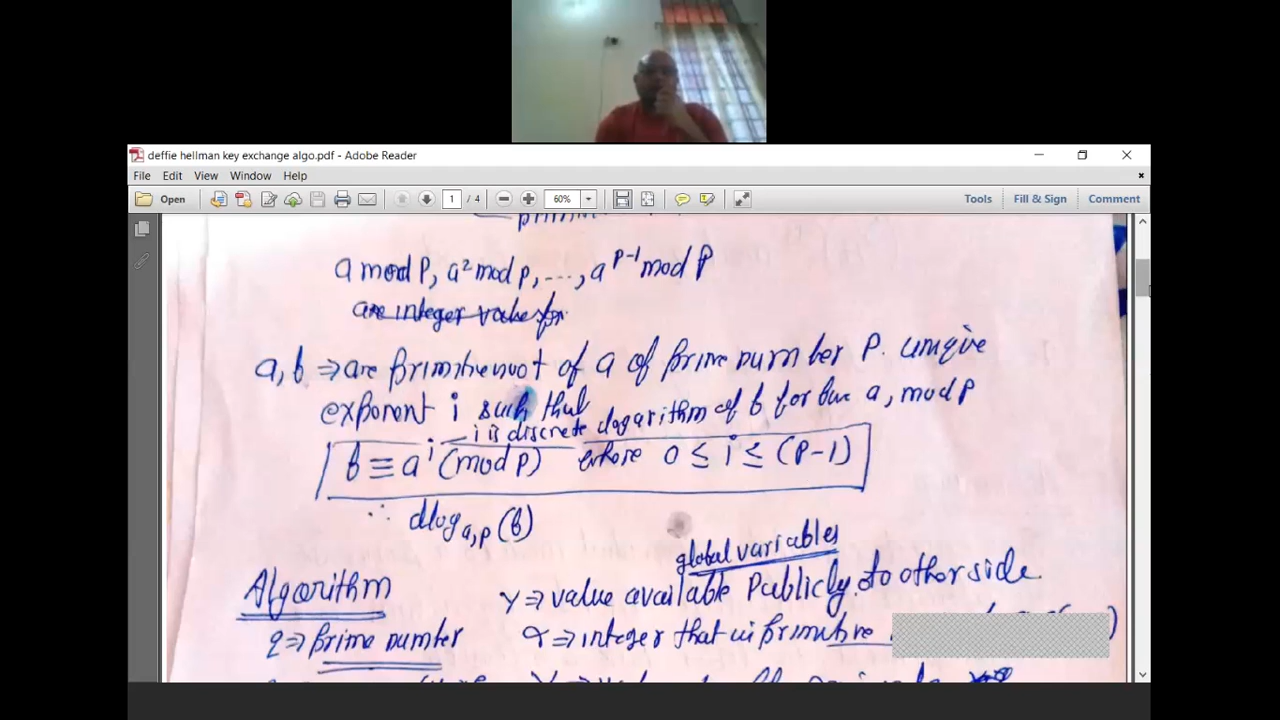 deffie hellman key exchange algo.pdf - Adobe Reader
File Edit View Window Help
Open 1 / 4 60% Tools Fill & Sign Comment
a mod P, a² mod p, ..., a^{P-1} mod P
are integer values for
a, b ⇒ are primitive root of a of prime number P. unique
exponent i such that
i is discrete logarithm of b for base a, mod P
b ≡ a^i (mod p) where 0 ≤ i ≤ (P-1)
∴ dlog_{a,p} (b)
global variables
Algorithm
Y ⇒ value available Publicly to other side
q ⇒ prime number
α ⇒ integer that is primitive